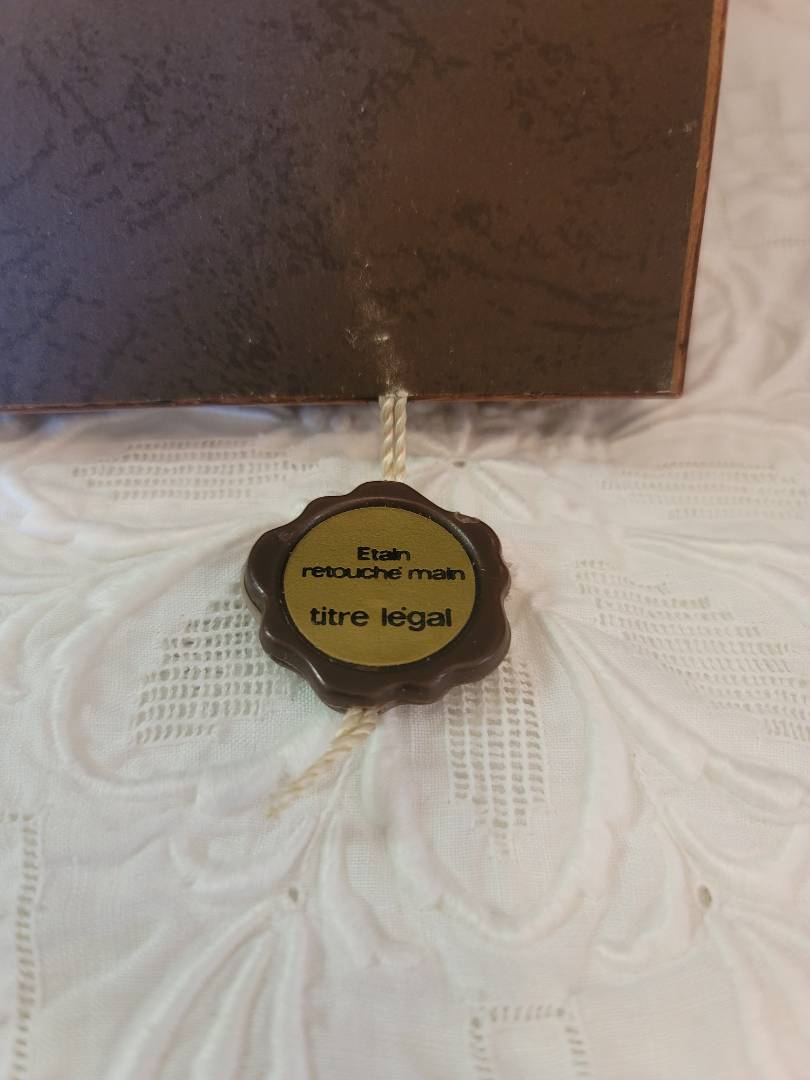 Etain
retouché main
titre légal